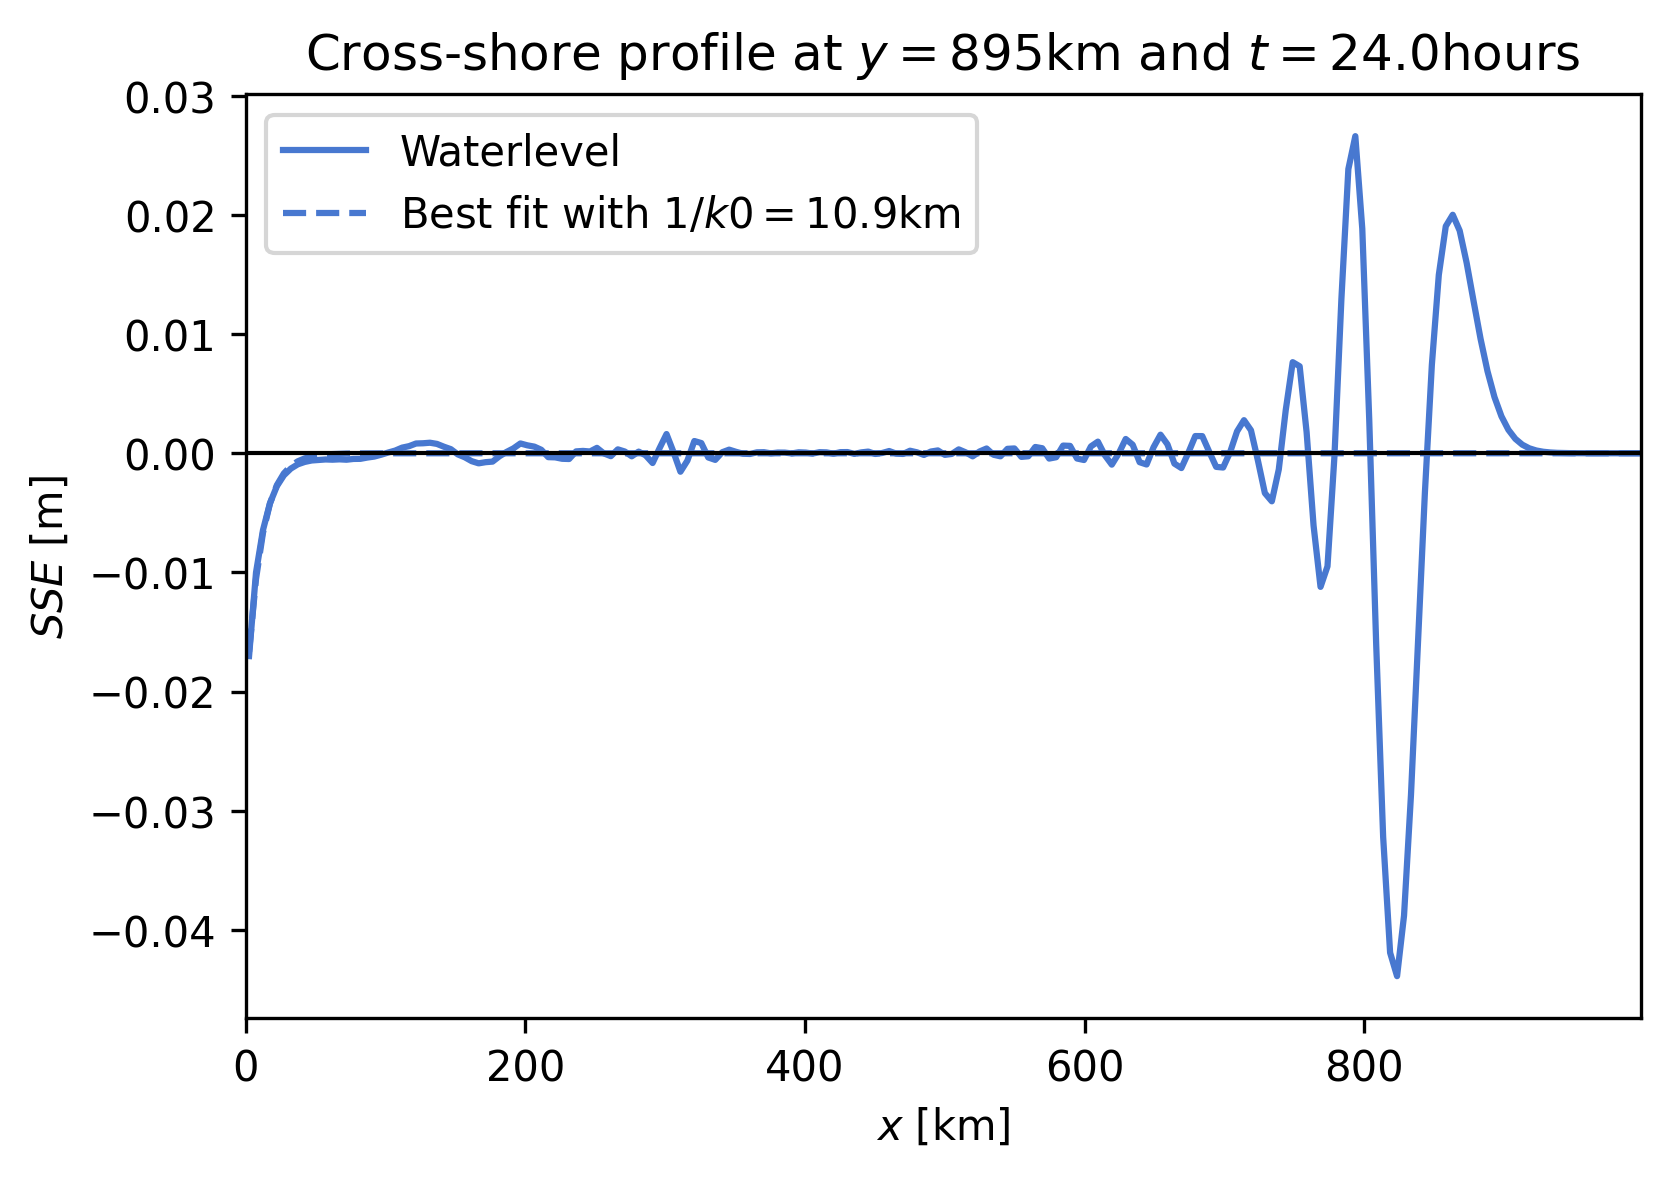 Cross-shore profile at y = 895km and t = 24.0hours
0.03
0.02
0.01
0.00
−0.01
−0.02
−0.03
−0.04
SSE [m]
Waterlevel
Best fit with 1/k0 = 10.9km
0 200 400 600 800
x [km]